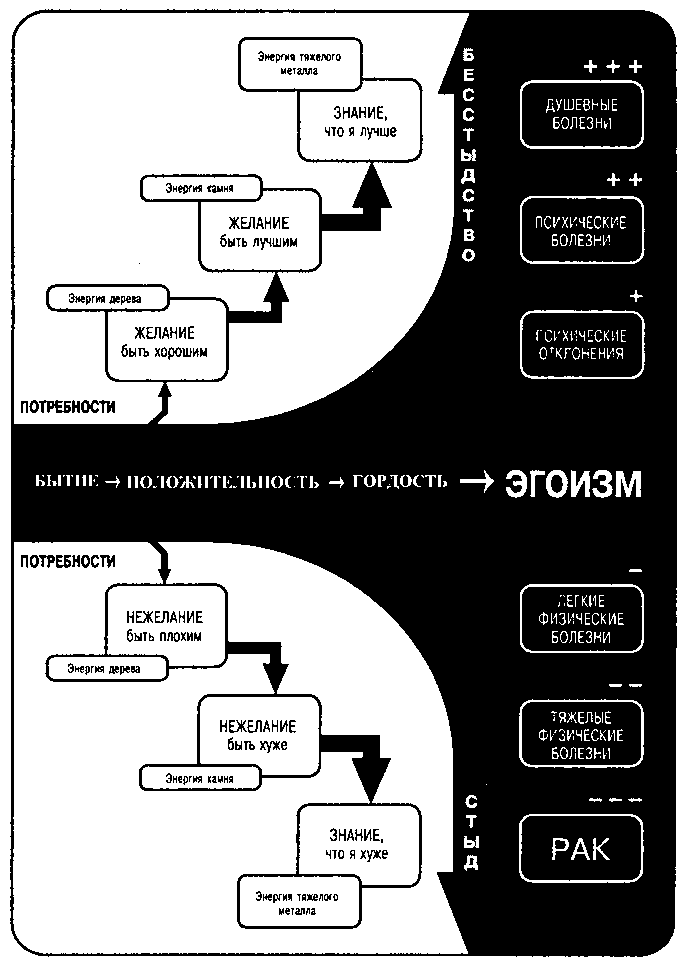 Энергия тяжелого
металла
ЗНАНИЕ,
что я лучше
Энергия камня
ЖЕЛАНИЕ
быть лучшим
Энергия дерева
ЖЕЛАНИЕ
быть хорошим
ПОТРЕБНОСТИ
БЕССТЫДСТВО
+ + +
ДУШЕВНЫЕ
БОЛЕЗНИ
+ +
ПСИХИЧЕСКИЕ
БОЛЕЗНИ
+
ПСИХИЧЕСКИЕ
ОТКЛОНЕНИЯ
БЫТИЕ → ПОЛОЖИТЕЛЬНОСТЬ → ГОРДОСТЬ → ЭГОИЗМ
ПОТРЕБНОСТИ
НЕЖЕЛАНИЕ
быть плохим
Энергия дерева
НЕЖЕЛАНИЕ
быть хуже
Энергия камня
ЗНАНИЕ,
что я хуже
Энергия тяжелого
металла
СТЫД
–
ЛЕГКИЕ
ФИЗИЧЕСКИЕ
БОЛЕЗНИ
– –
ТЯЖЕЛЫЕ
ФИЗИЧЕСКИЕ
БОЛЕЗНИ
– – –
РАК